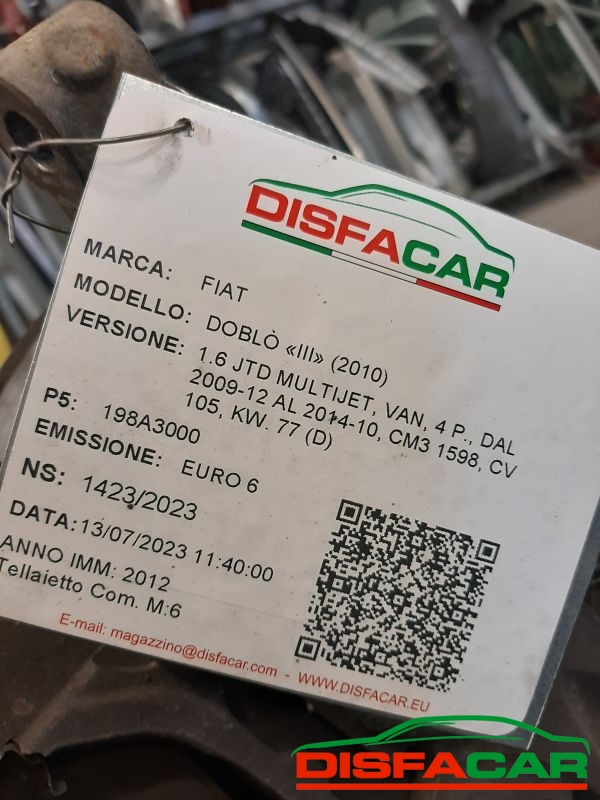 DISFACAR
MARCA: FIAT
MODELLO: DOBLÒ «III» (2010)
VERSIONE: 1.6 JTD MULTIJET, VAN, 4 P., DAL
2009-12 AL 2014-10, CM3 1598, CV
105, KW. 77 (D)
P5: 198A3000
EMISSIONE: EURO 6
NS: 1423/2023
DATA: 13/07/2023 11:40:00
ANNO IMM: 2012
Tellaietto Com. M:6
E-mail: magazzino@disfacar.com - WWW.DISFACAR.EU
DISFACAR